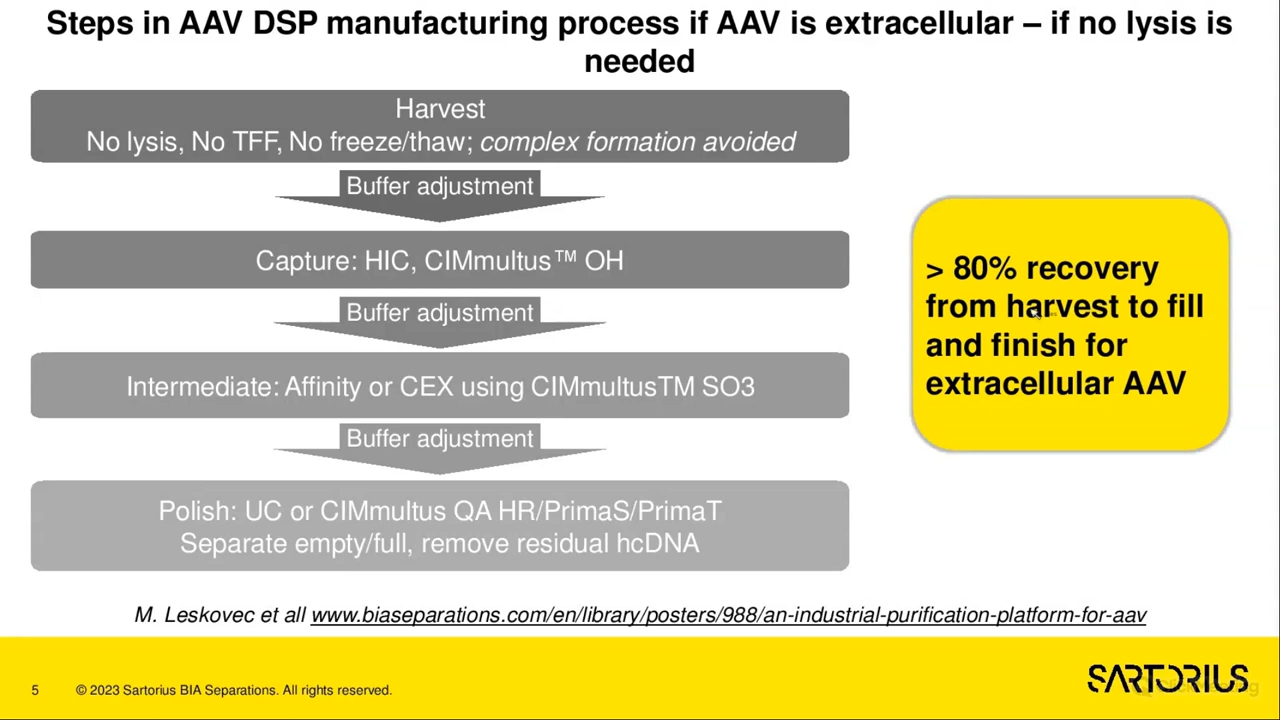 Steps in AAV DSP manufacturing process if AAV is extracellular – if no lysis is
needed
Harvest
No lysis, No TFF, No freeze/thaw; complex formation avoided
Buffer adjustment
Capture: HIC, CIMmultus™ OH
Buffer adjustment
Intermediate: Affinity or CEX using CIMmultusTM SO3
Buffer adjustment
Polish: UC or CIMmultus QA HR/PrimaS/PrimaT
Separate empty/full, remove residual hcDNA
> 80% recovery
from harvest to fill
and finish for
extracellular AAV
M. Leskovec et all www.biaseparations.com/en/library/posters/988/an-industrial-purification-platform-for-aav
5
© 2023 Sartorius BIA Separations. All rights reserved.
SARTORIUS